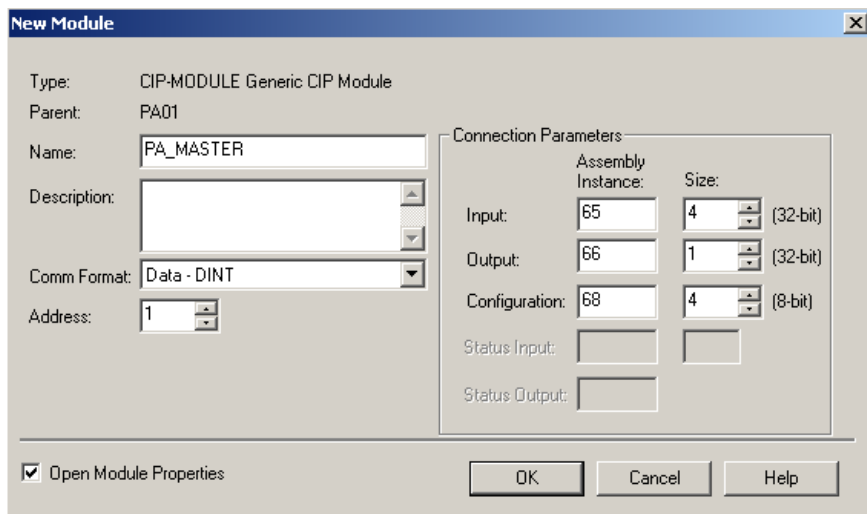 New Module
Type: CIP-MODULE Generic CIP Module
Parent: PA01
Name: PA_MASTER
Description:
Comm Format: Data - DINT
Address: 1
Connection Parameters
Assembly Instance: Size:
Input: 65 4 (32-bit)
Output: 66 1 (32-bit)
Configuration: 68 4 (8-bit)
Status Input:
Status Output:
Open Module Properties
OK Cancel Help